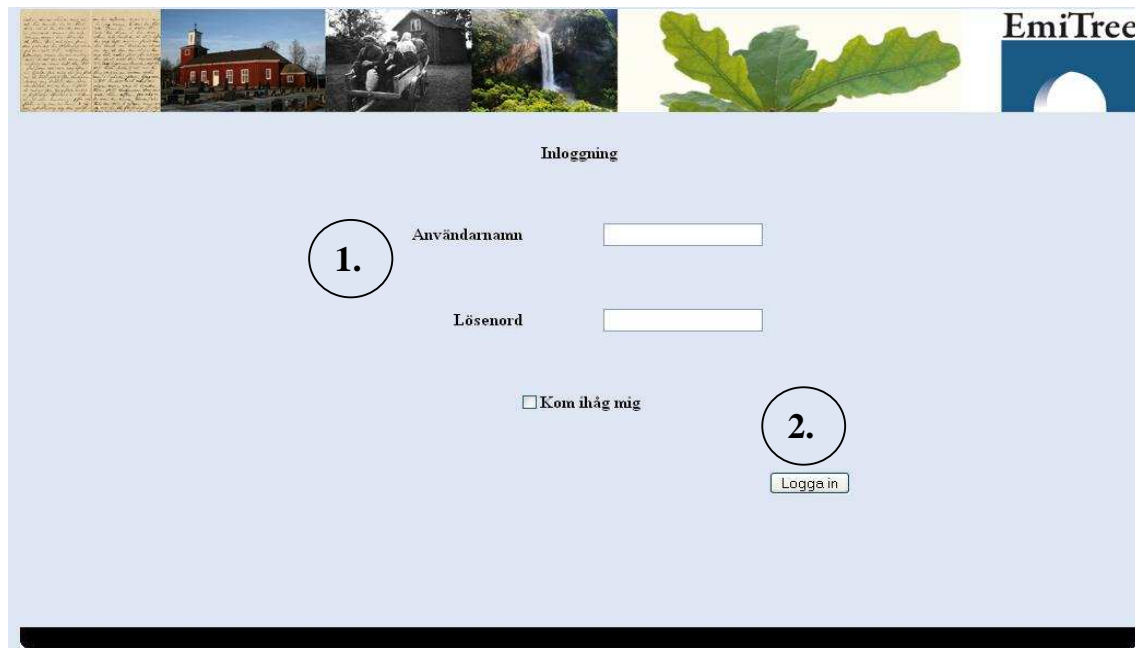 EmiTree
Inloggning
1.
Användarnamn
Lösenord
Kom ihåg mig
2.
Logga in